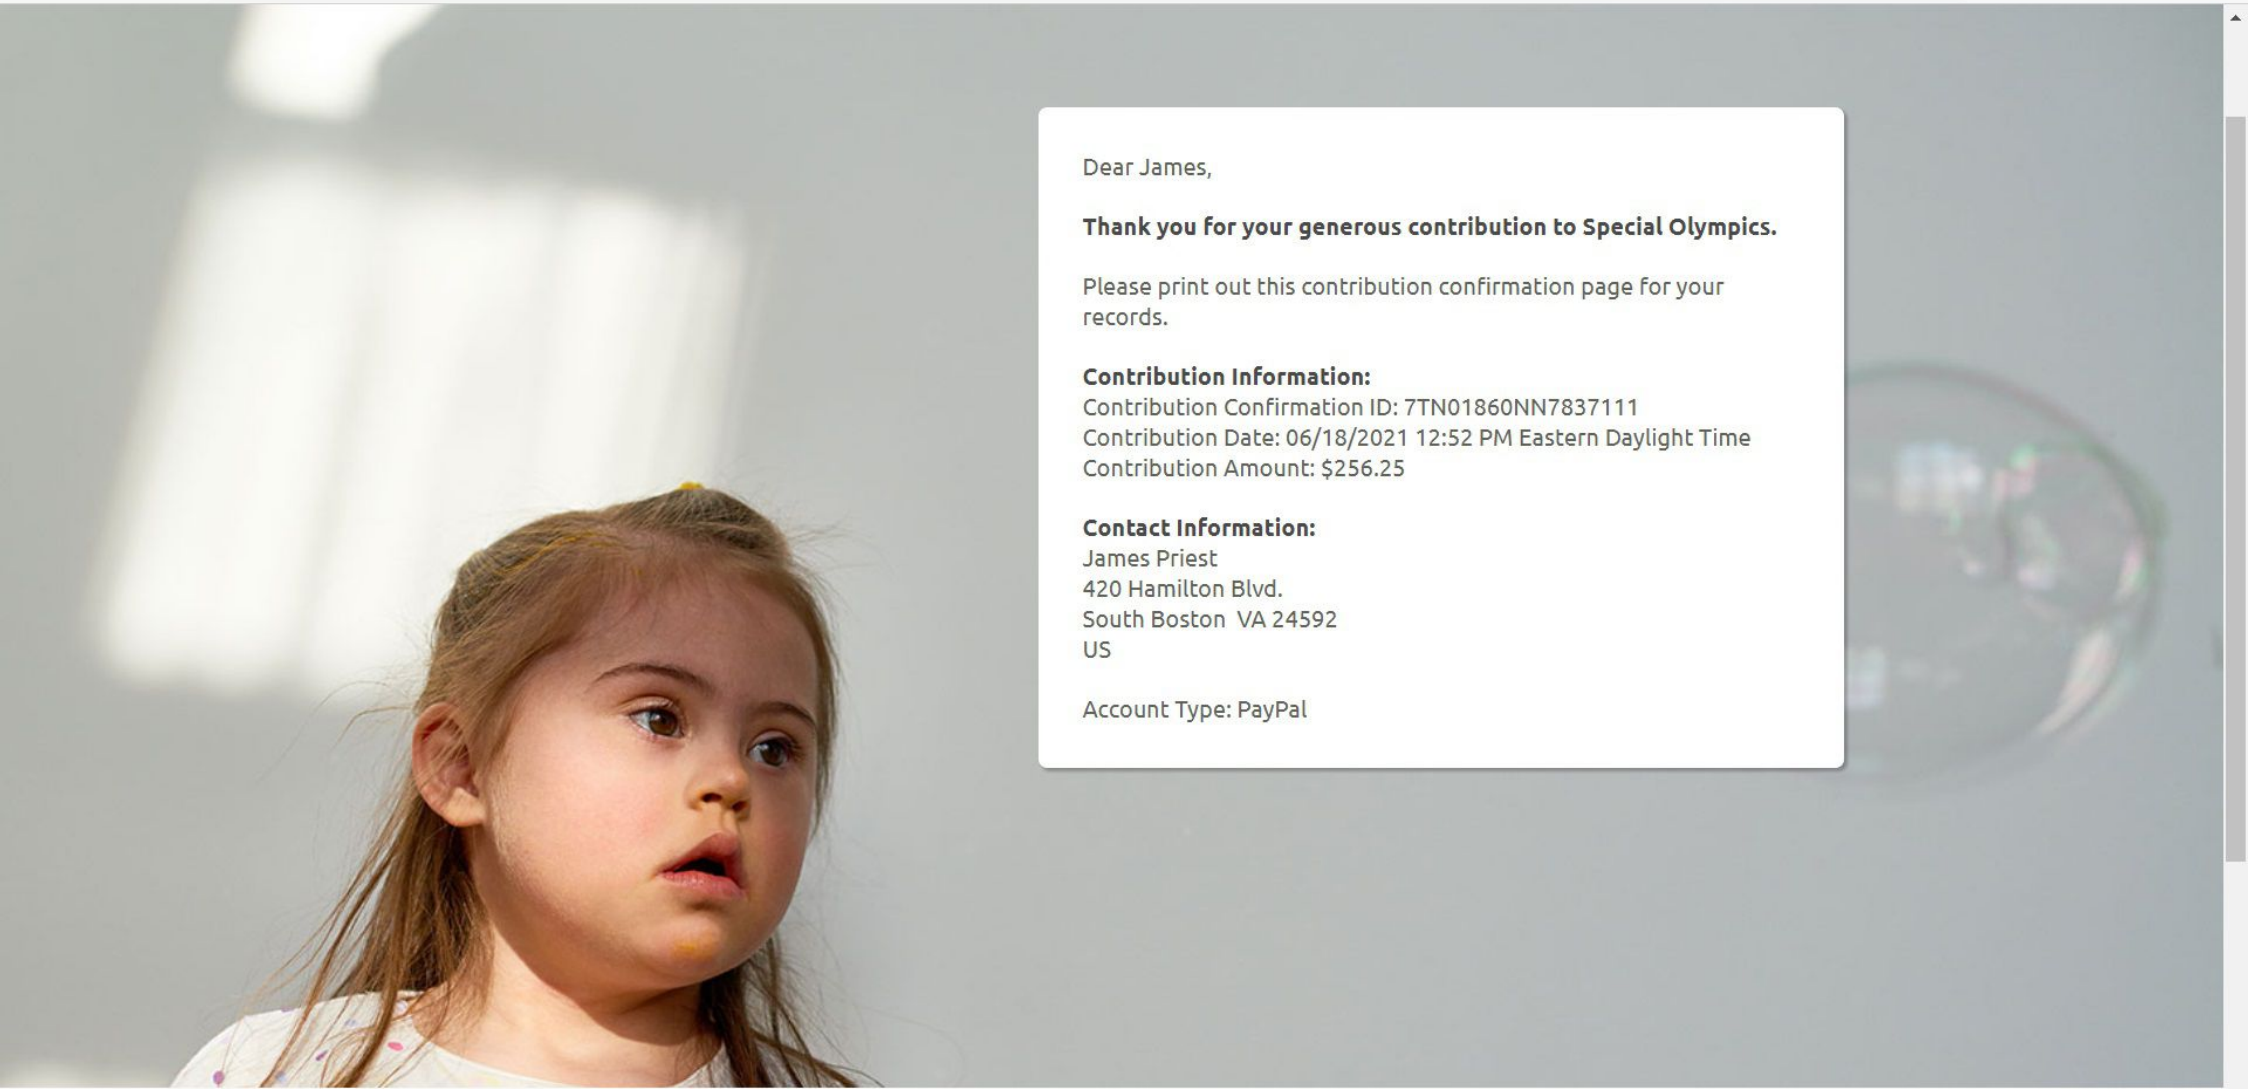 Dear James,
Thank you for your generous contribution to Special Olympics.
Please print out this contribution confirmation page for your
records.
Contribution Information:
Contribution Confirmation ID: 7TN01860NN7837111
Contribution Date: 06/18/2021 12:52 PM Eastern Daylight Time
Contribution Amount: $256.25
Contact Information:
James Priest
420 Hamilton Blvd.
South Boston  VA 24592
US
Account Type: PayPal